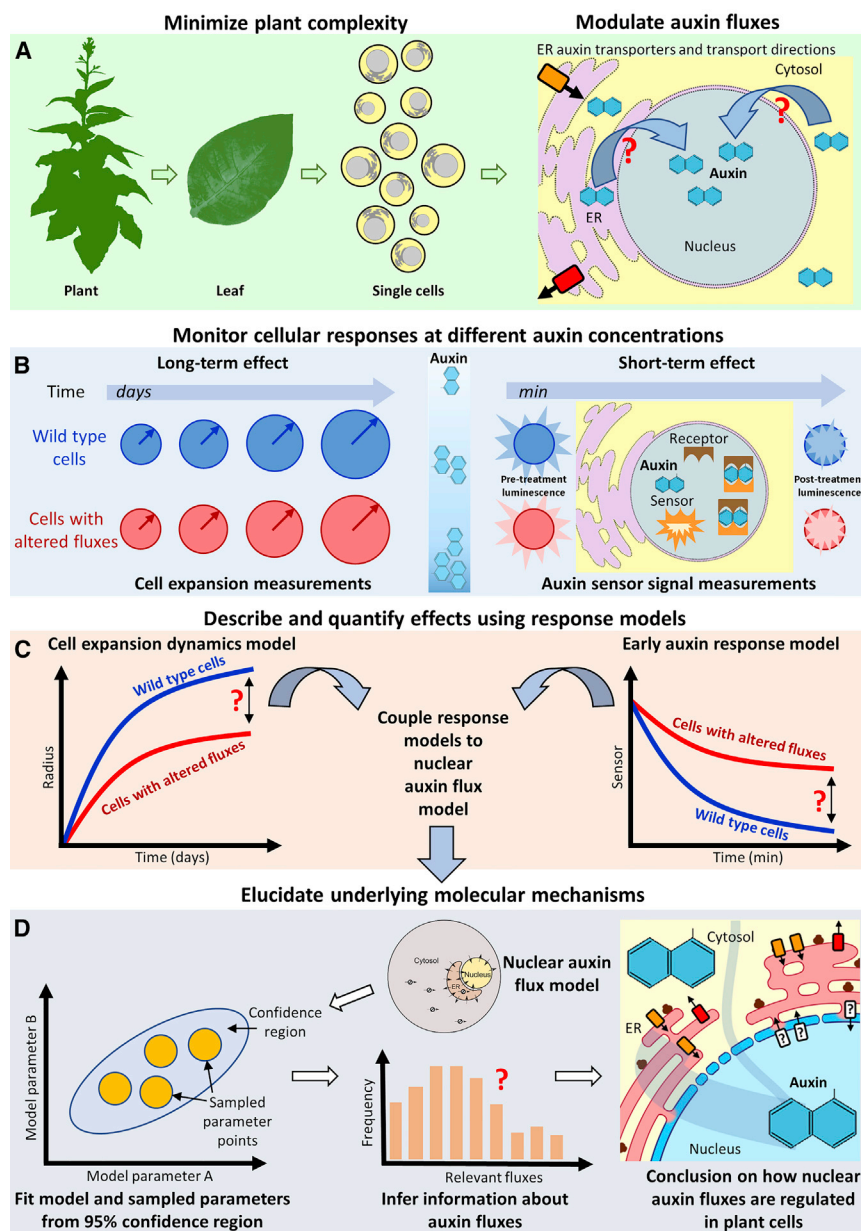 Minimize plant complexity
Modulate auxin fluxes
A
ER auxin transporters and transport directions
Cytosol
?
?
Auxin
ER
Nucleus
Plant
Leaf
Single cells
Monitor cellular responses at different auxin concentrations
B
Long-term effect
Auxin
Short-term effect
Time
days
min
Wild type
cells
Receptor
Auxin
Pre-treatment
luminescence
Post-treatment
luminescence
Sensor
Cells with
altered fluxes
Cell expansion measurements
Auxin sensor signal measurements
Describe and quantify effects using response models
C
Cell expansion dynamics model
Early auxin response model
Wild type cells
?
Cells with altered fluxes
Radius
Time (days)
Couple response
models to
nuclear
auxin flux
model
Cells with altered fluxes
?
Wild type cells
Sensor
Time (min)
Elucidate underlying molecular mechanisms
D
Model parameter B
Confidence
region
Sampled
parameter
points
Model parameter A
Fit model and sampled parameters
from 95% confidence region
Cytosol
Nucleus
ER
Nuclear auxin
flux model
?
Frequency
Relevant fluxes
Infer information about
auxin fluxes
Cytosol
ER
?
?
?
Auxin
Nucleus
Conclusion on how nuclear
auxin fluxes are regulated
in plant cells